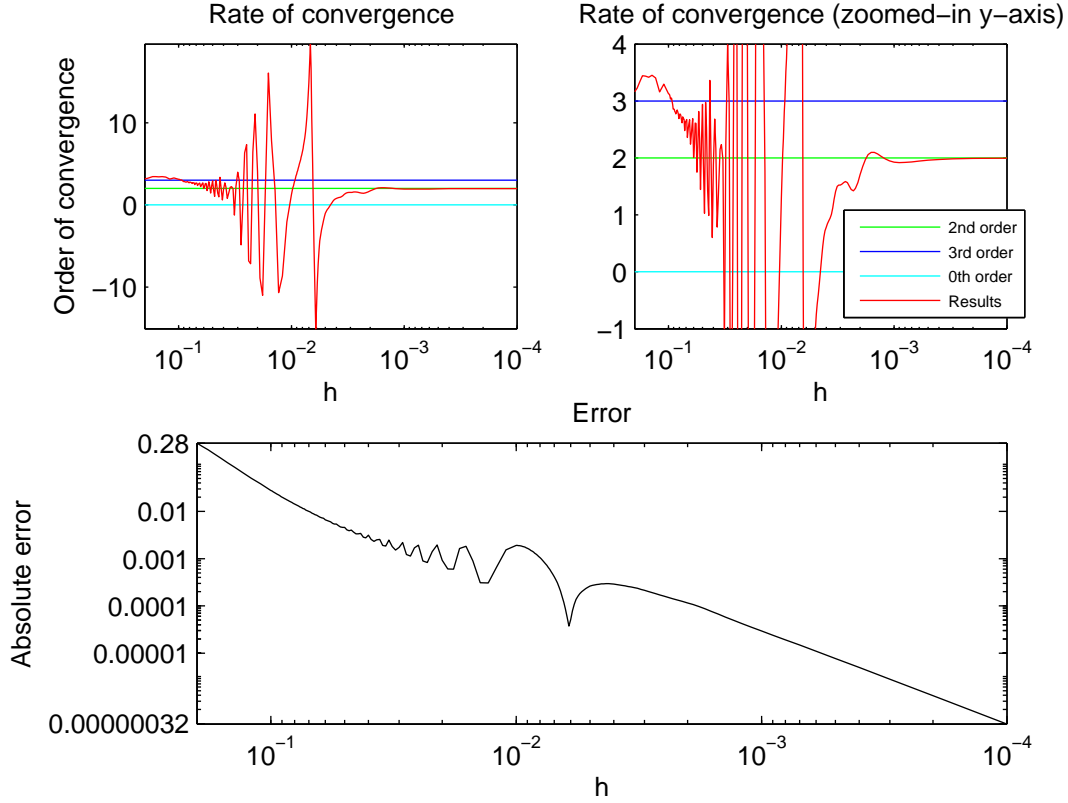 Rate of convergence
Order of convergence
10
0
−10
10⁻¹ 10⁻² 10⁻³ 10⁻⁴
h
Rate of convergence (zoomed−in y−axis)
4
3
2
1
0
−1
2nd order
3rd order
0th order
Results
10⁻¹ 10⁻² 10⁻³ 10⁻⁴
h
Error
Absolute error
0.28
0.01
0.001
0.0001
0.00001
0.00000032
10⁻¹ 10⁻² 10⁻³ 10⁻⁴
h